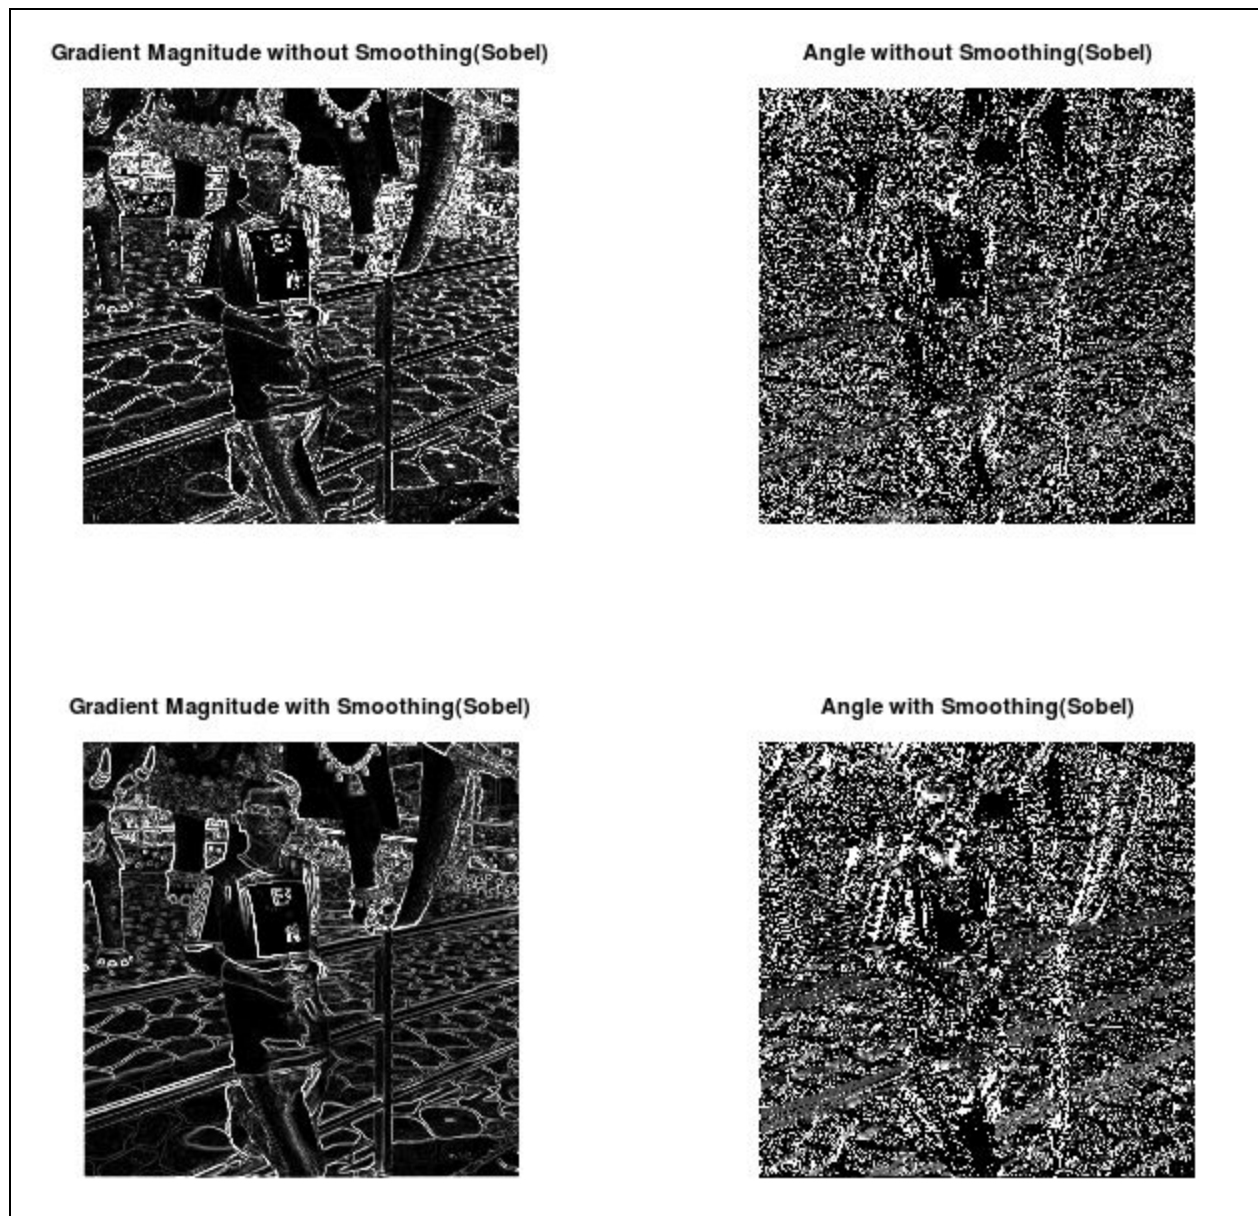 Gradient Magnitude without Smoothing(Sobel)
Angle without Smoothing(Sobel)
Gradient Magnitude with Smoothing(Sobel)
Angle with Smoothing(Sobel)